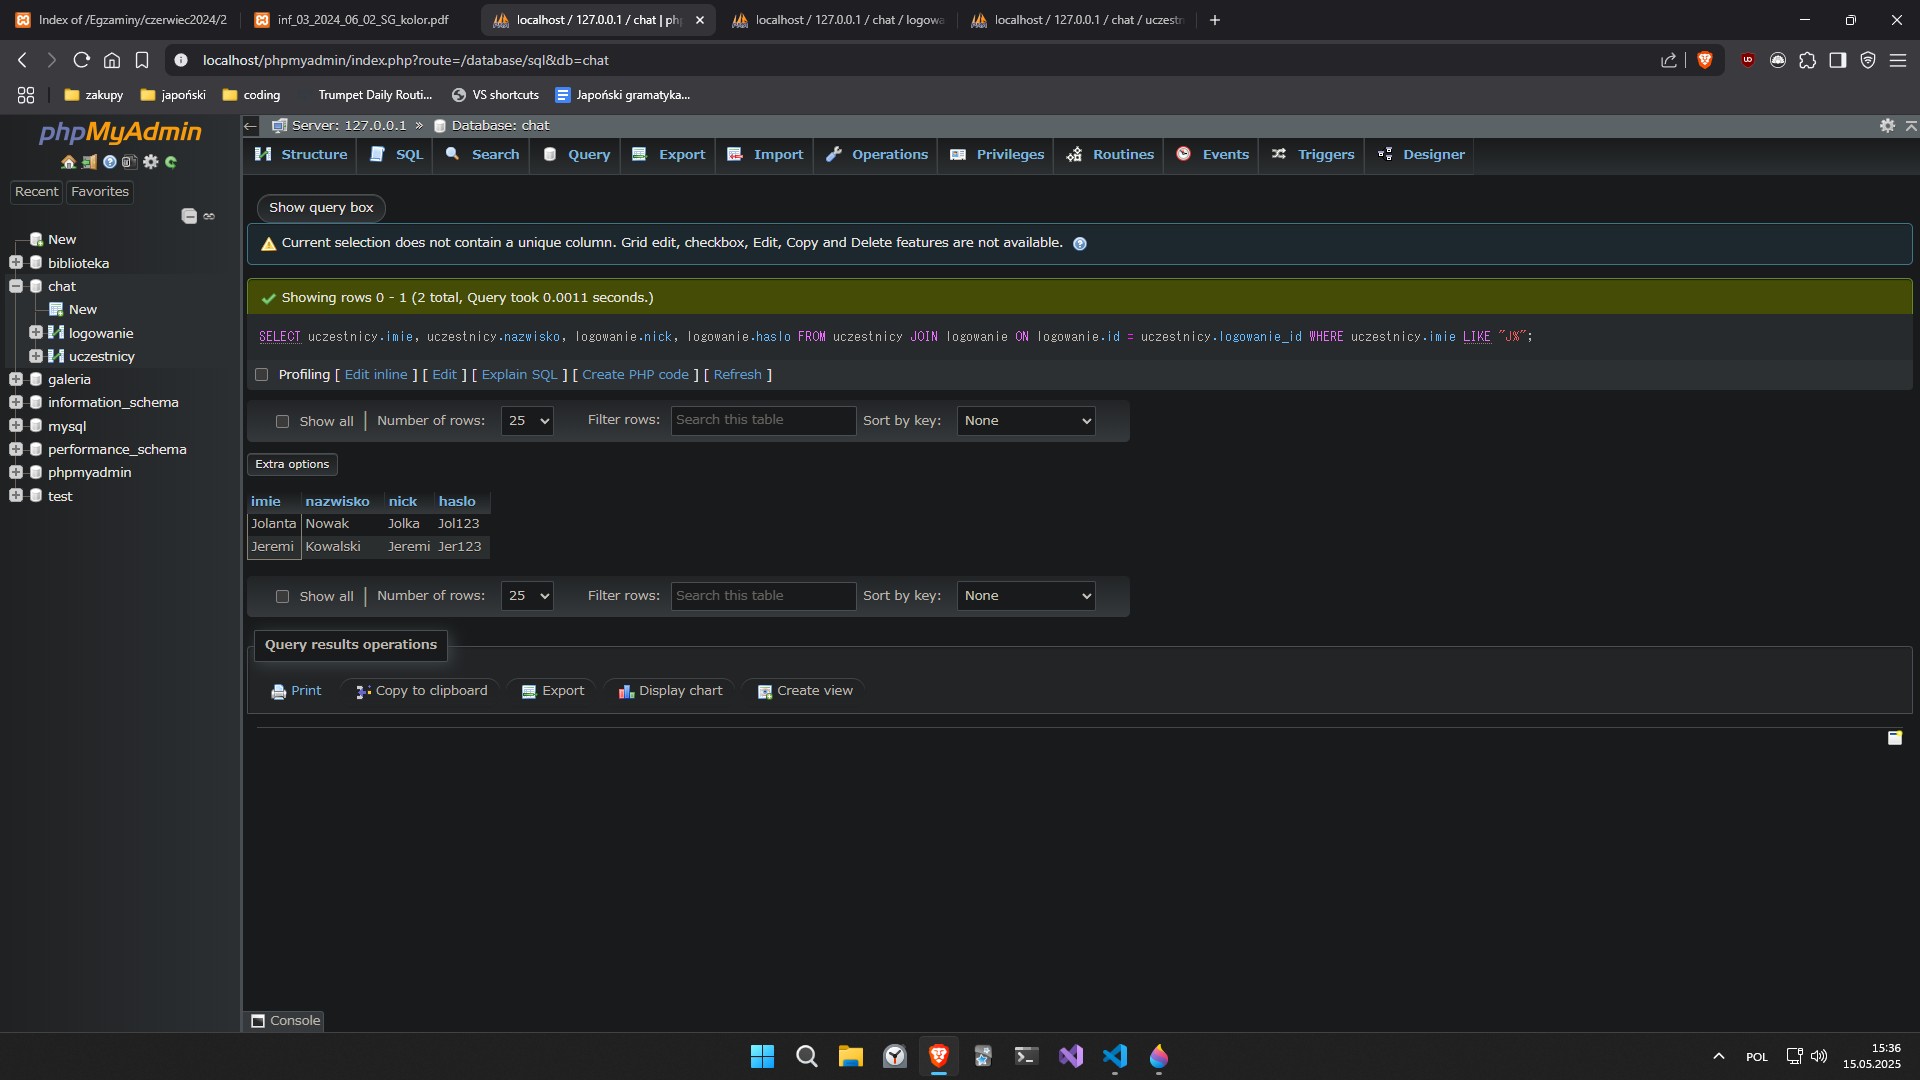 Index of /Egzaminy/czerwiec2024/2
inf_03_2024_06_02_SG_kolor.pdf
localhost / 127.0.0.1 / chat | ph
localhost / 127.0.0.1 / chat / logowa
localhost / 127.0.0.1 / chat / uczest
localhost/phpmyadmin/index.php?route=/database/sql&db=chat
zakupy
japoński
coding
Trumpet Daily Routi...
VS shortcuts
Japoński gramatyka...
phpMyAdmin
Recent
Favorites
New
biblioteka
chat
New
logowanie
uczestnicy
galeria
information_schema
mysql
performance_schema
phpmyadmin
test
Server: 127.0.0.1 » Database: chat
Structure
SQL
Search
Query
Export
Import
Operations
Privileges
Routines
Events
Triggers
Designer
Show query box
Current selection does not contain a unique column. Grid edit, checkbox, Edit, Copy and Delete features are not available.
Showing rows 0 - 1 (2 total, Query took 0.0011 seconds.)
SELECT uczestnicy.imie, uczestnicy.nazwisko, logowanie.nick, logowanie.haslo FROM uczestnicy JOIN logowanie ON logowanie.id = uczestnicy.logowanie_id WHERE uczestnicy.imie LIKE "J%";
Profiling [ Edit inline ] [ Edit ] [ Explain SQL ] [ Create PHP code ] [ Refresh ]
Show all | Number of rows: 25 Filter rows: Search this table Sort by key: None
Extra options
imie nazwisko nick haslo
Jolanta Nowak Jolka Jol123
Jeremi Kowalski Jeremi Jer123
Show all | Number of rows: 25 Filter rows: Search this table Sort by key: None
Query results operations
Print
Copy to clipboard
Export
Display chart
Create view
Console
POL
15:36
15.05.2025